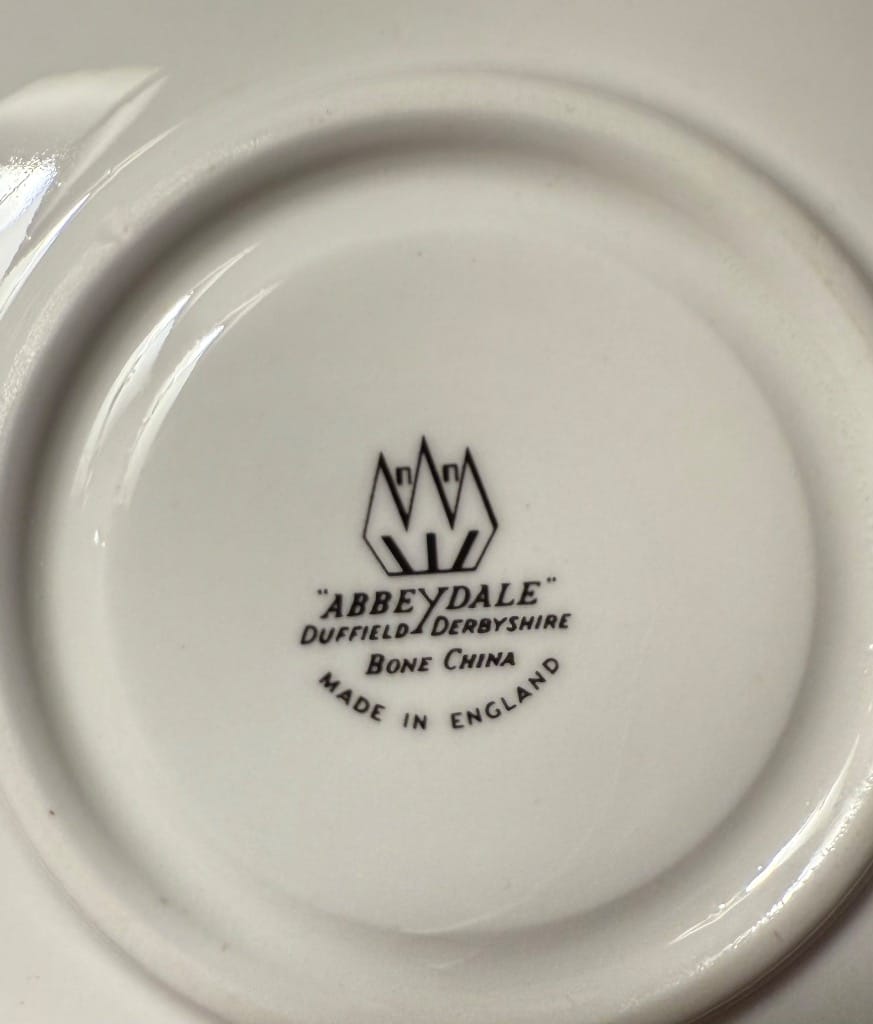 "ABBEYDALE"
DUFFIELD DERBYSHIRE
BONE CHINA
MADE IN ENGLAND